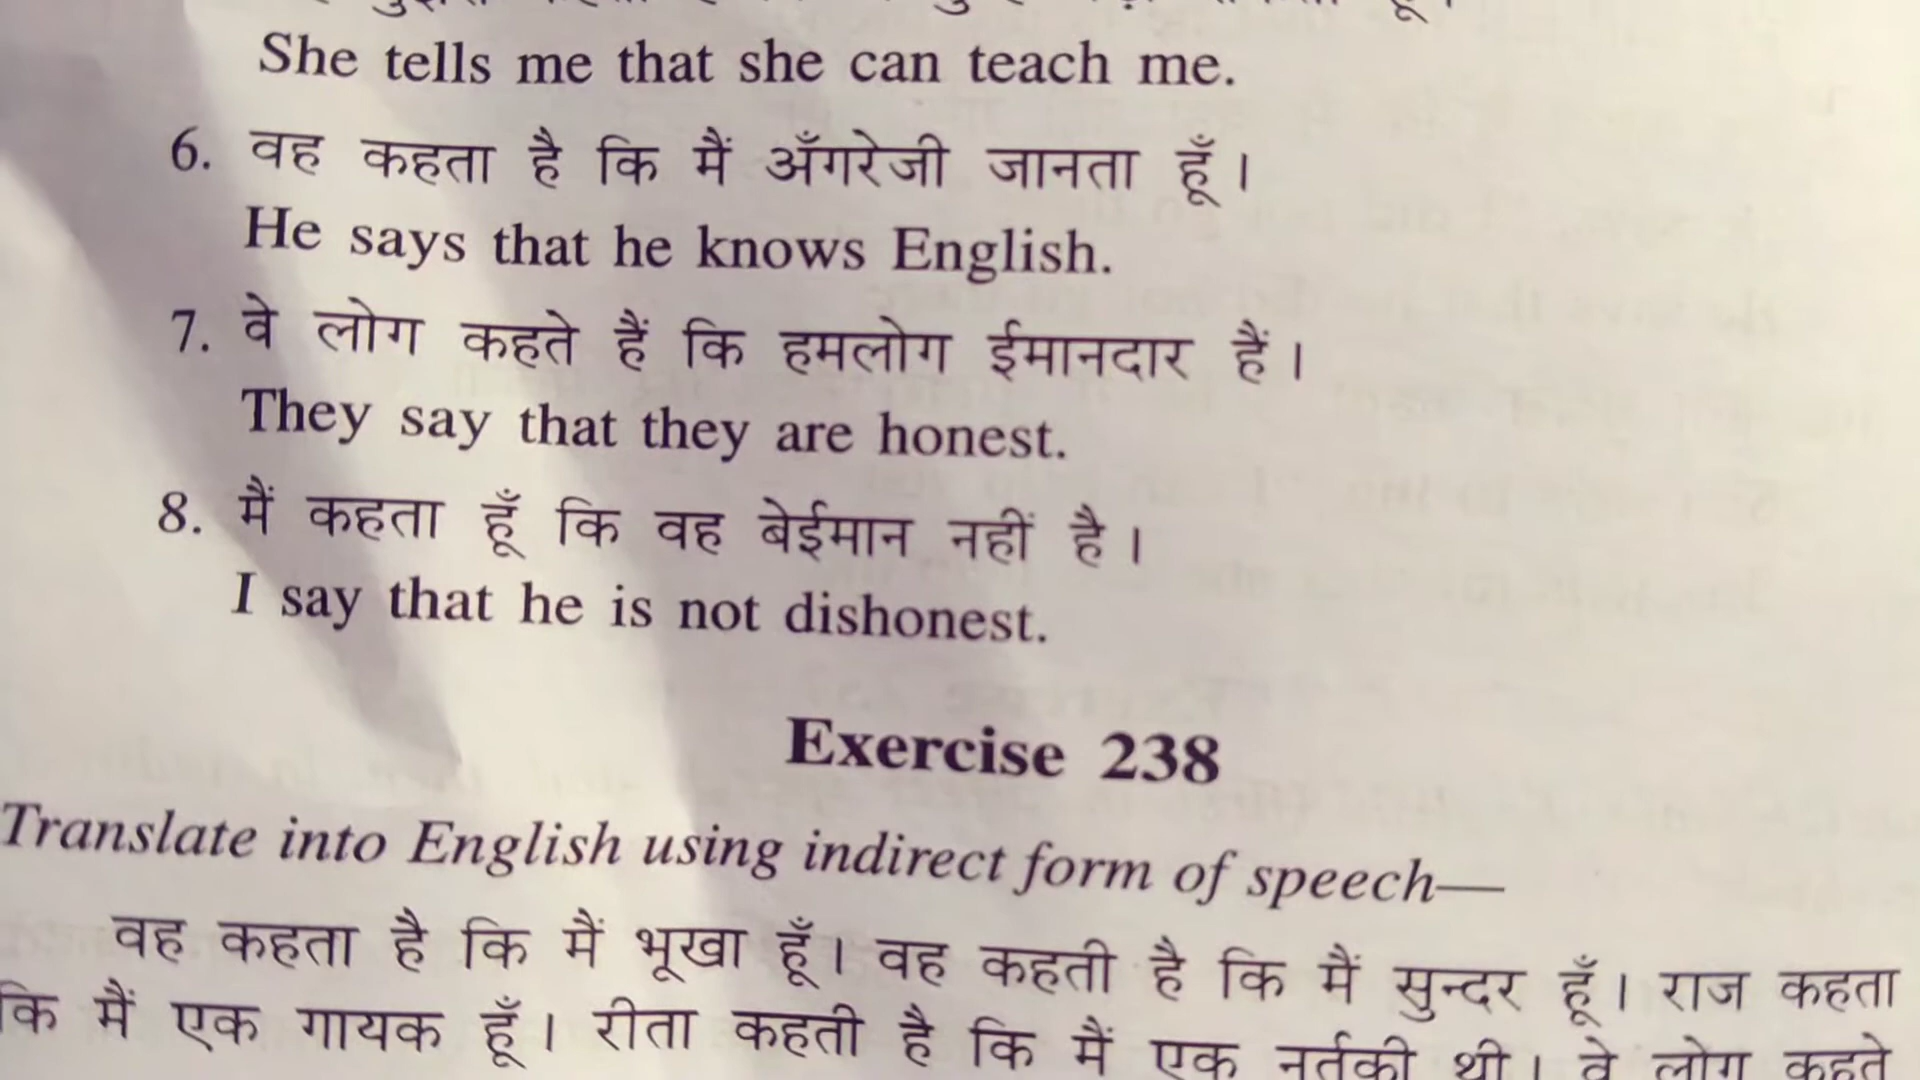 She tells me that she can teach me.
6. वह कहता है कि मैं अँगरेजी जानता हूँ।
He says that he knows English.
7. वे लोग कहते हैं कि हमलोग ईमानदार हैं।
They say that they are honest.
8. मैं कहता हूँ कि वह बेईमान नहीं है।
I say that he is not dishonest.
Exercise 238
Translate into English using indirect form of speech—
वह कहता है कि मैं भूखा हूँ। वह कहती है कि मैं सुन्दर हूँ। राज कहता
कि मैं एक गायक हूँ। रीता कहती है कि मैं एक नर्तकी थी। वे लोग कहते